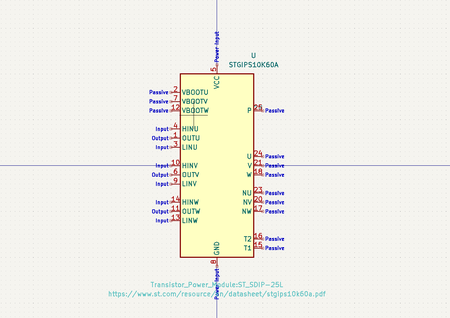 Power Input
5
VCC
U
STGIPS10K60A
Passive 2 VBOOTU
Passive 7 VBOOTV
Passive 12 VBOOTW
P 25 Passive
Input 4 HINU
Output 1 OUTU
Input 3 LINU
U 24 Passive
Input 10 HINV
V 21 Passive
Output 6 OUTV
W 18 Passive
Input 9 LINV
NU 23 Passive
Input 14 HINW
NV 20 Passive
Output 11 OUTW
NW 17 Passive
Input 13 LINW
T2 16 Passive
T1 15 Passive
GND
8
Power Input
Transistor_Power_Module:ST_SDIP-25L
https://www.st.com/resource/en/datasheet/stgips10k60a.pdf